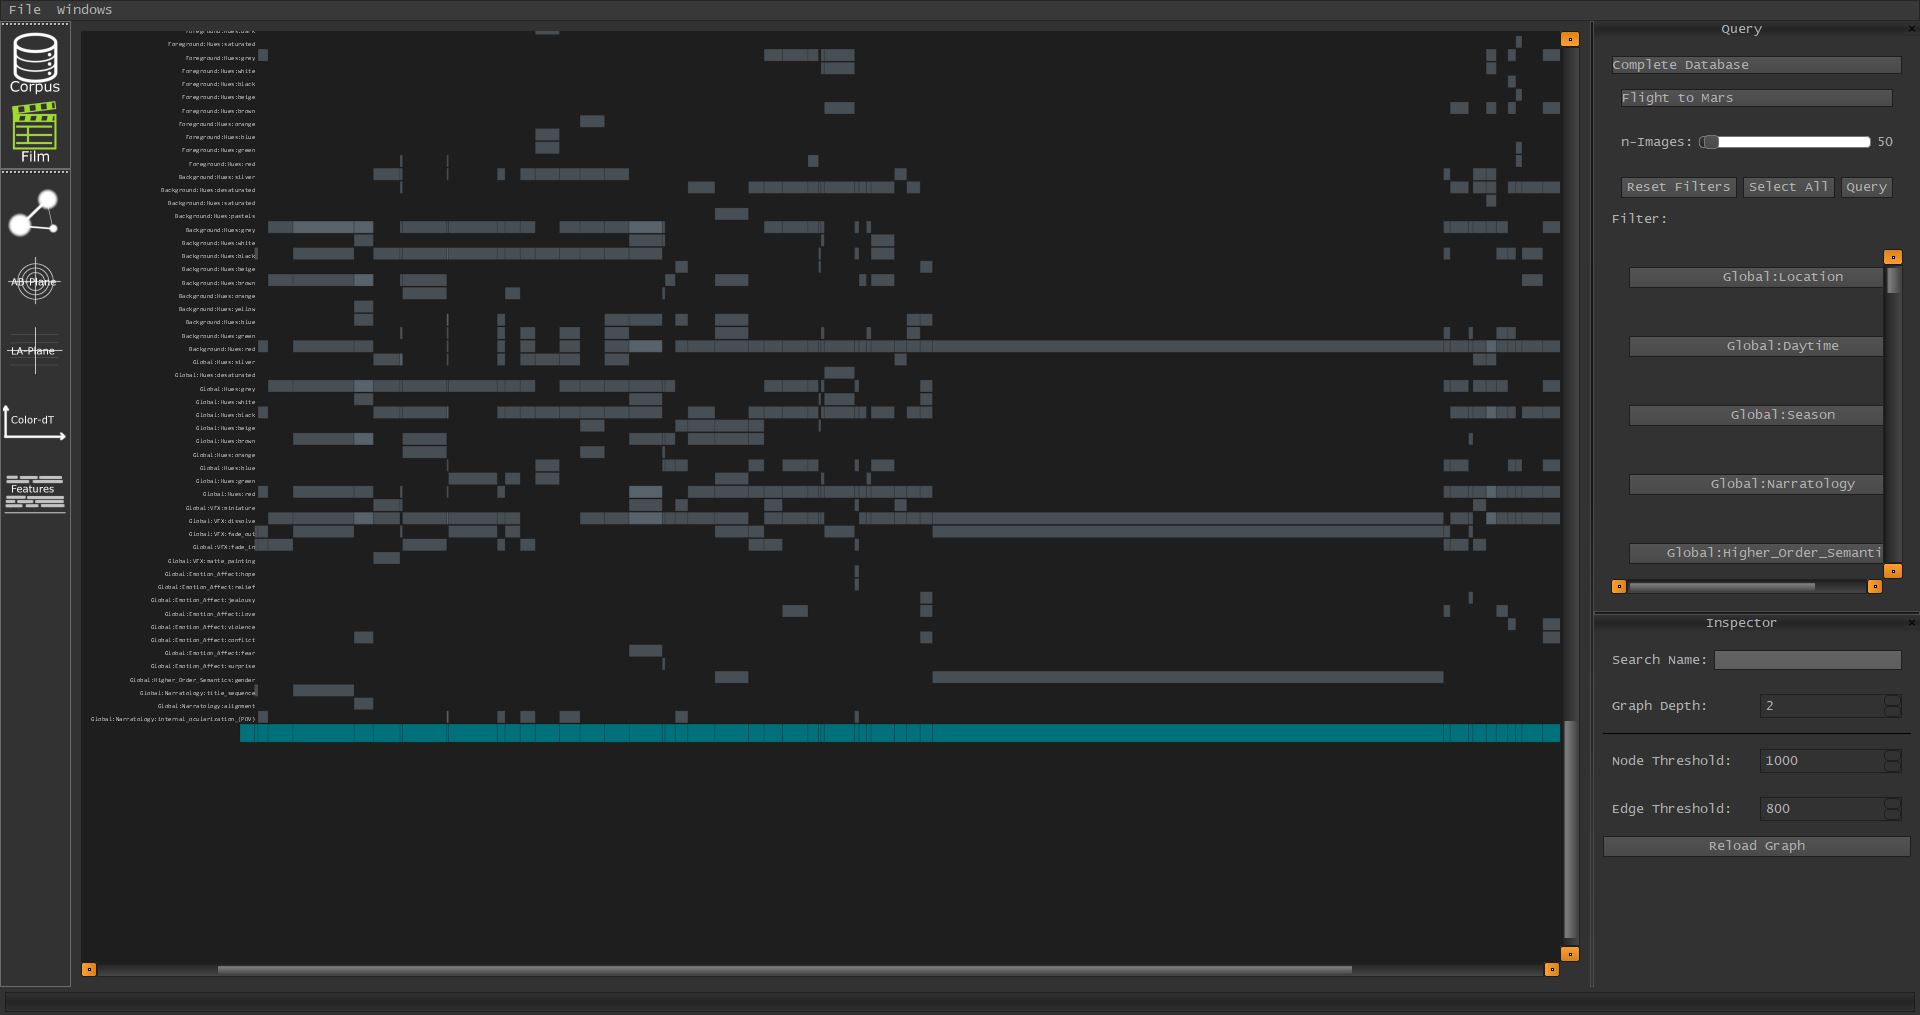 File Windows
Corpus
Film
AB-Plane
LA-Plane
Color-dT
Features
Foreground:Hues:dark
Foreground:Hues:saturated
Foreground:Hues:grey
Foreground:Hues:white
Foreground:Hues:black
Foreground:Hues:beige
Foreground:Hues:brown
Foreground:Hues:orange
Foreground:Hues:blue
Foreground:Hues:green
Foreground:Hues:red
Background:Hues:silver
Background:Hues:desaturated
Background:Hues:saturated
Background:Hues:pastels
Background:Hues:grey
Background:Hues:white
Background:Hues:black
Background:Hues:beige
Background:Hues:brown
Background:Hues:orange
Background:Hues:yellow
Background:Hues:blue
Background:Hues:green
Background:Hues:red
Global:Hues:silver
Global:Hues:desaturated
Global:Hues:grey
Global:Hues:white
Global:Hues:black
Global:Hues:beige
Global:Hues:brown
Global:Hues:orange
Global:Hues:blue
Global:Hues:green
Global:Hues:red
Global:VFX:miniature
Global:VFX:dissolve
Global:VFX:fade_out
Global:VFX:fade_in
Global:VFX:matte_painting
Global:Emotion_Affect:hope
Global:Emotion_Affect:relief
Global:Emotion_Affect:jealousy
Global:Emotion_Affect:love
Global:Emotion_Affect:violence
Global:Emotion_Affect:conflict
Global:Emotion_Affect:fear
Global:Emotion_Affect:surprise
Global:Higher_Order_Semantics:gender
Global:Narratology:title_sequence
Global:Narratology:alignment
Global:Narratology:internal_ocularization_(POV)
Query
Complete Database
Flight to Mars
n-Images: 50
Reset Filters Select All Query
Filter:
Global:Location
Global:Daytime
Global:Season
Global:Narratology
Global:Higher_Order_Semanti
Inspector
Search Name:
Graph Depth: 2
Node Threshold: 1000
Edge Threshold: 800
Reload Graph